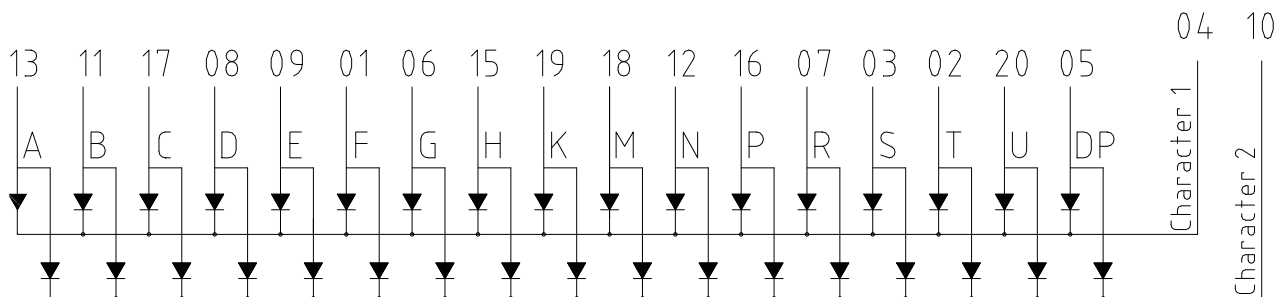 04 10
13 11 17 08 09 01 06 15 19 18 12 16 07 03 02 20 05
A B C D E F G H K M N P R S T U DP
Character 1
Character 2